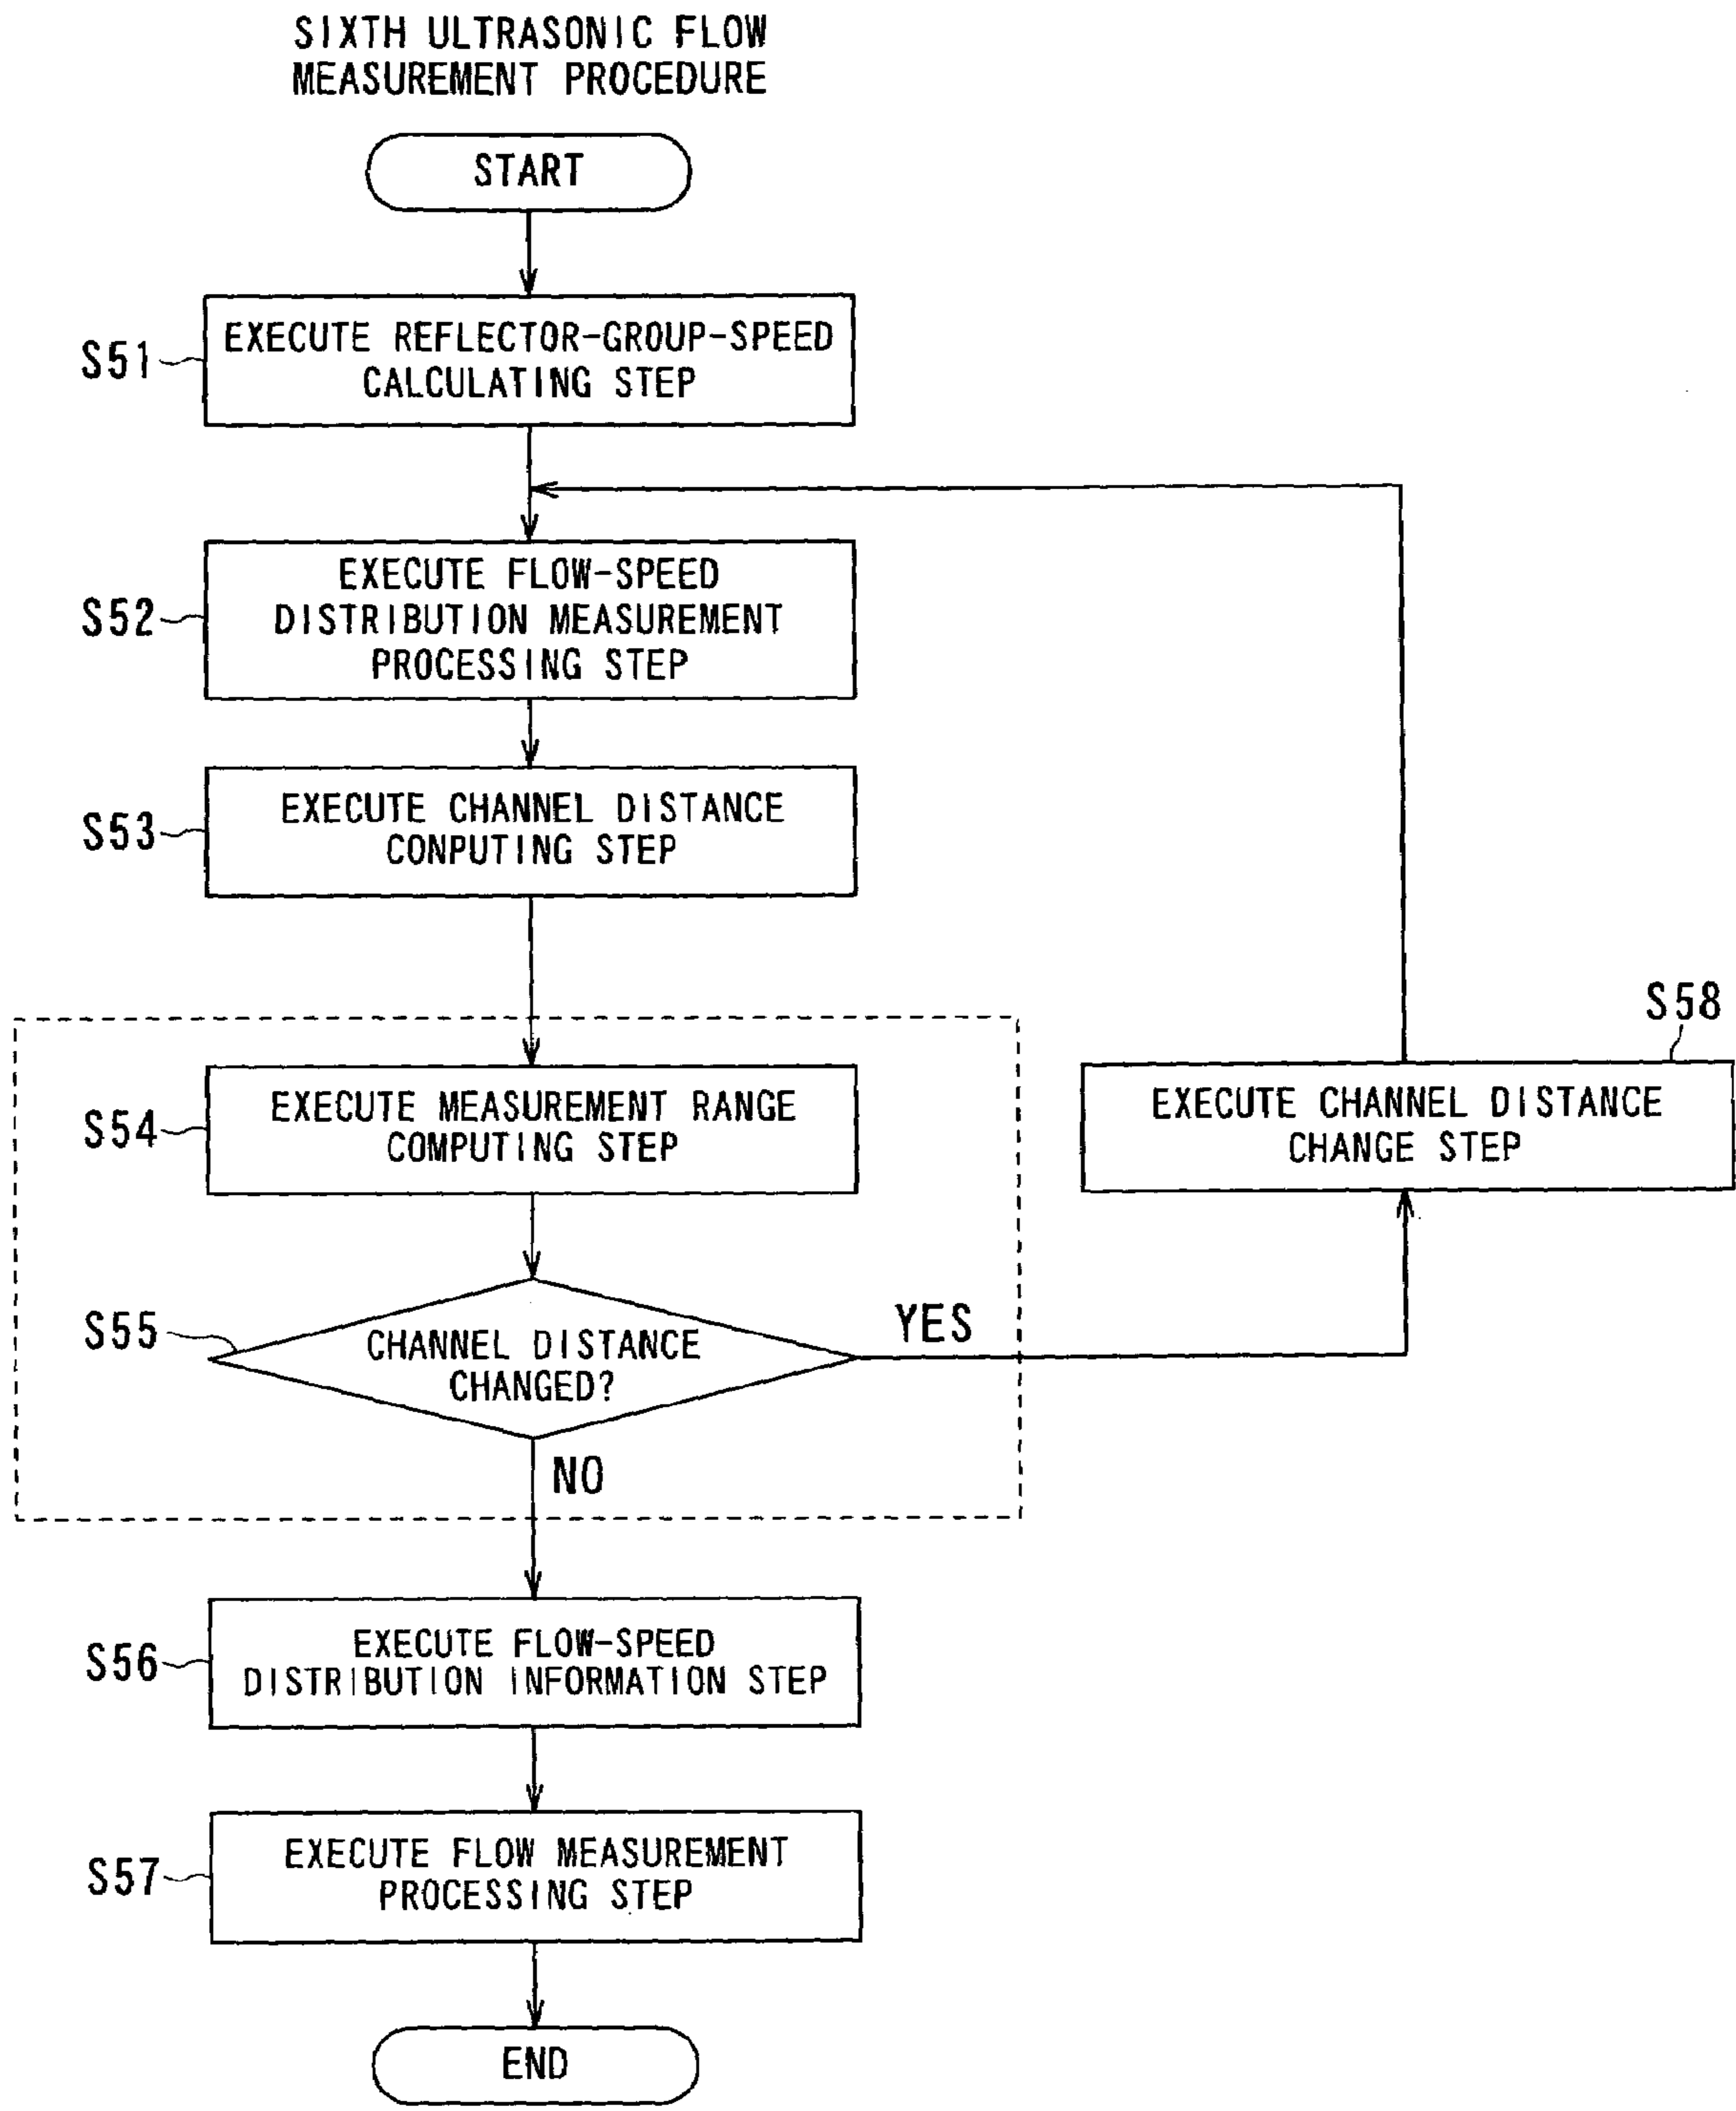 SIXTH ULTRASONIC FLOW
MEASUREMENT PROCEDURE
START
S51
EXECUTE REFLECTOR-GROUP-SPEED
CALCULATING STEP
S52
EXECUTE FLOW-SPEED
DISTRIBUTION MEASUREMENT
PROCESSING STEP
S53
EXECUTE CHANNEL DISTANCE
CONPUTING STEP
S54
EXECUTE MEASUREMENT RANGE
COMPUTING STEP
S58
EXECUTE CHANNEL DISTANCE
CHANGE STEP
S55
CHANNEL DISTANCE
CHANGED?
YES
NO
S56
EXECUTE FLOW-SPEED
DISTRIBUTION INFORMATION STEP
S57
EXECUTE FLOW MEASUREMENT
PROCESSING STEP
END